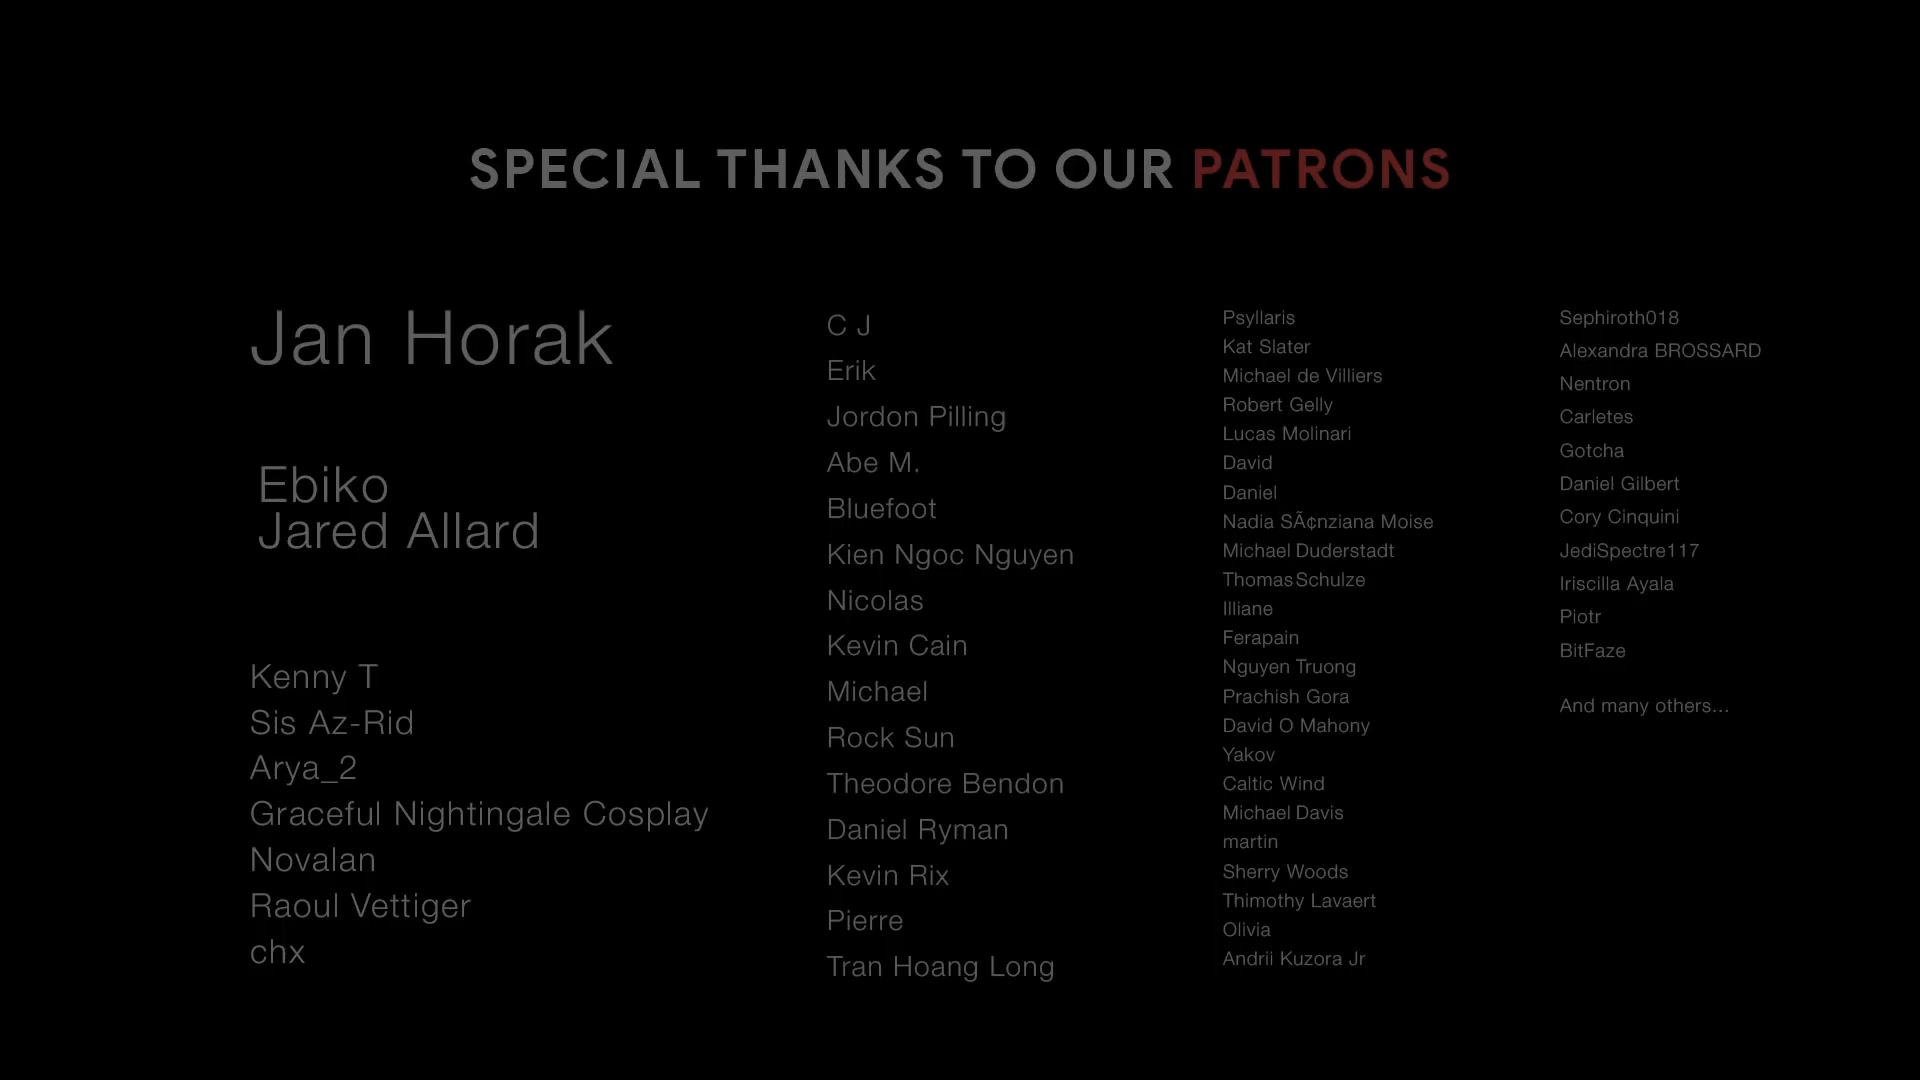 SPECIAL THANKS TO OUR PATRONS
Jan Horak
Ebiko
Jared Allard
Kenny T
Sis Az-Rid
Arya_2
Graceful Nightingale Cosplay
Novalan
Raoul Vettiger
chx
C J
Erik
Jordon Pilling
Abe M.
Bluefoot
Kien Ngoc Nguyen
Nicolas
Kevin Cain
Michael
Rock Sun
Theodore Bendon
Daniel Ryman
Kevin Rix
Pierre
Tran Hoang Long
Psyllaris
Kat Slater
Michael de Villiers
Robert Gelly
Lucas Molinari
David
Daniel
Nadia SÃ¢nziana Moise
Michael Duderstadt
Thomas Schulze
Illiane
Ferapain
Nguyen Truong
Prachish Gora
David O Mahony
Yakov
Caltic Wind
Michael Davis
martin
Sherry Woods
Thimothy Lavaert
Olivia
Andrii Kuzora Jr
Sephiroth018
Alexandra BROSSARD
Nentron
Carletes
Gotcha
Daniel Gilbert
Cory Cinquini
JediSpectre117
Iriscilla Ayala
Piotr
BitFaze
And many others...